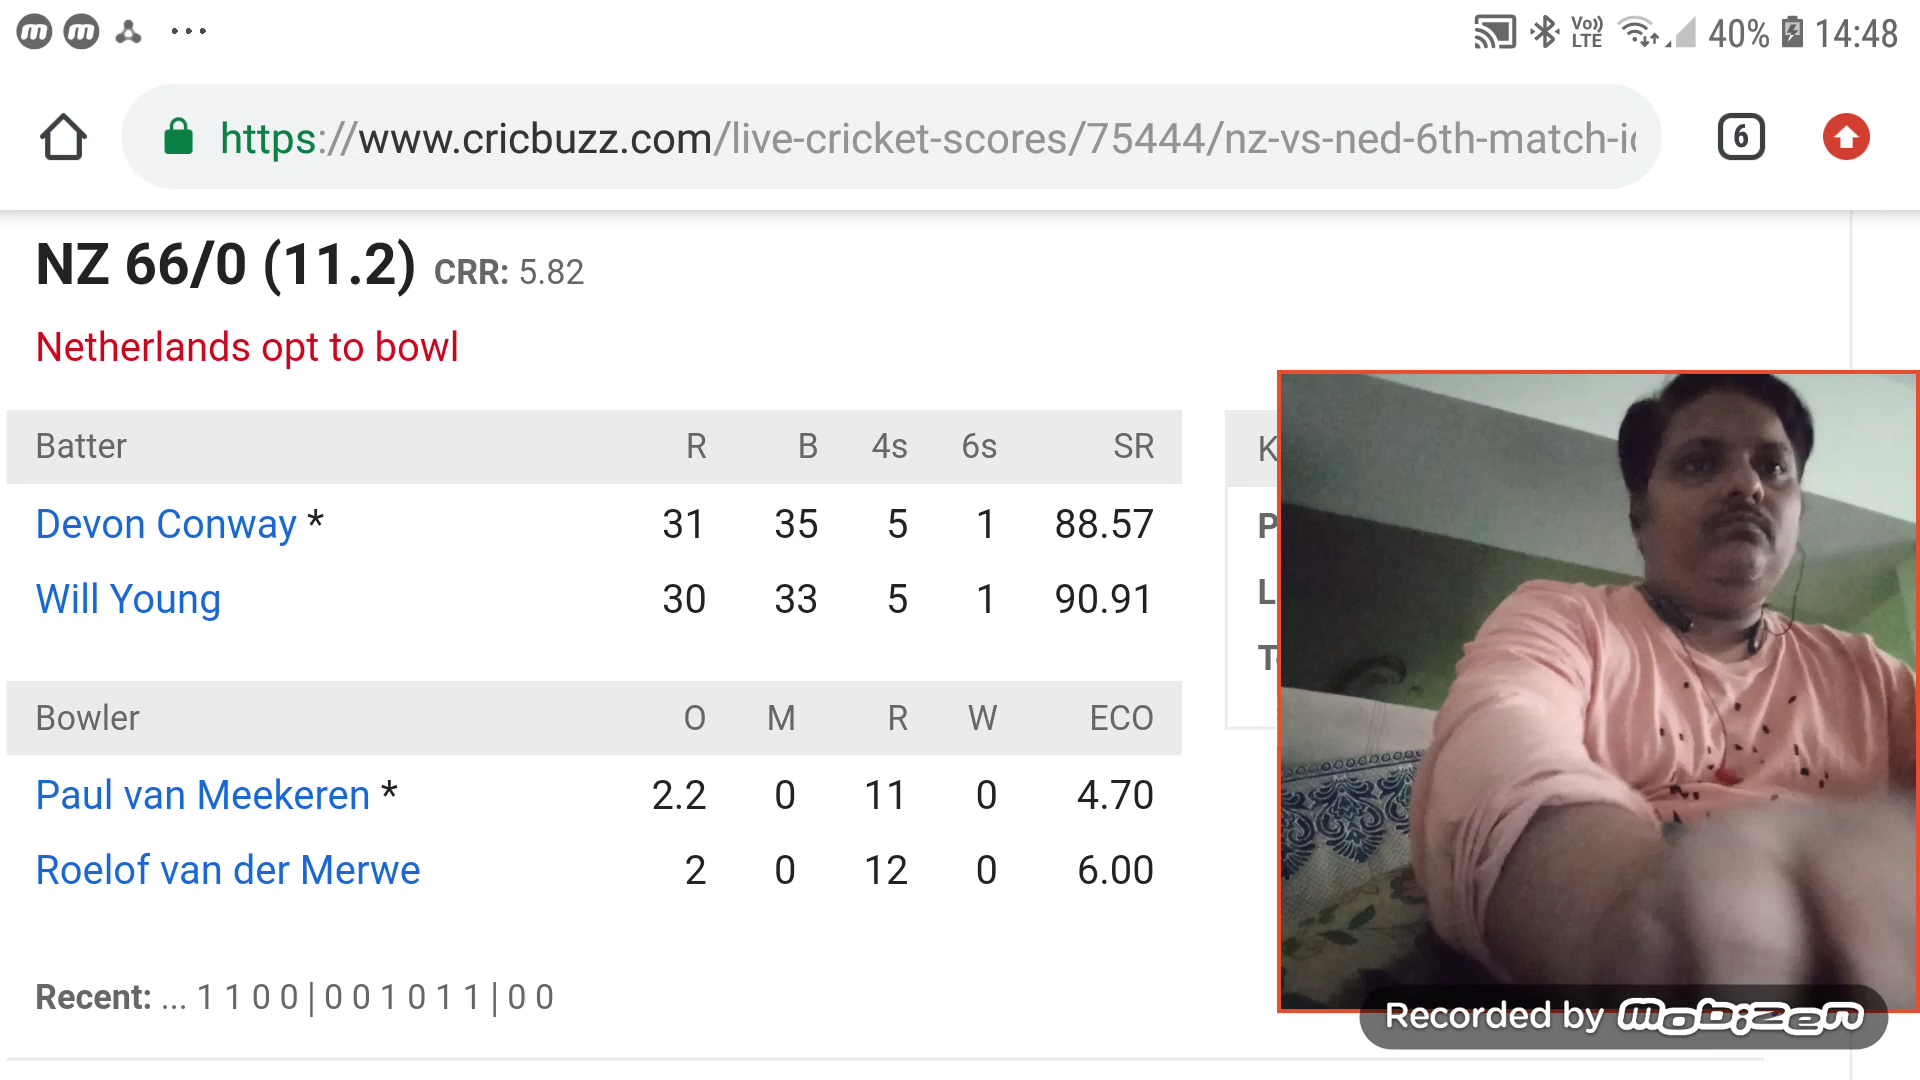 m m ... Vo)) LTE 40% 14:48
https://www.cricbuzz.com/live-cricket-scores/75444/nz-vs-ned-6th-match-ic 6
NZ 66/0 (11.2) CRR: 5.82
Netherlands opt to bowl
Batter R B 4s 6s SR
Devon Conway * 31 35 5 1 88.57
Will Young 30 33 5 1 90.91
Bowler O M R W ECO
Paul van Meekeren * 2.2 0 11 0 4.70
Roelof van der Merwe 2 0 12 0 6.00
Recent: ... 1 1 0 0 | 0 0 1 0 1 1 | 0 0
K
P
L
T
Recorded by mobizen